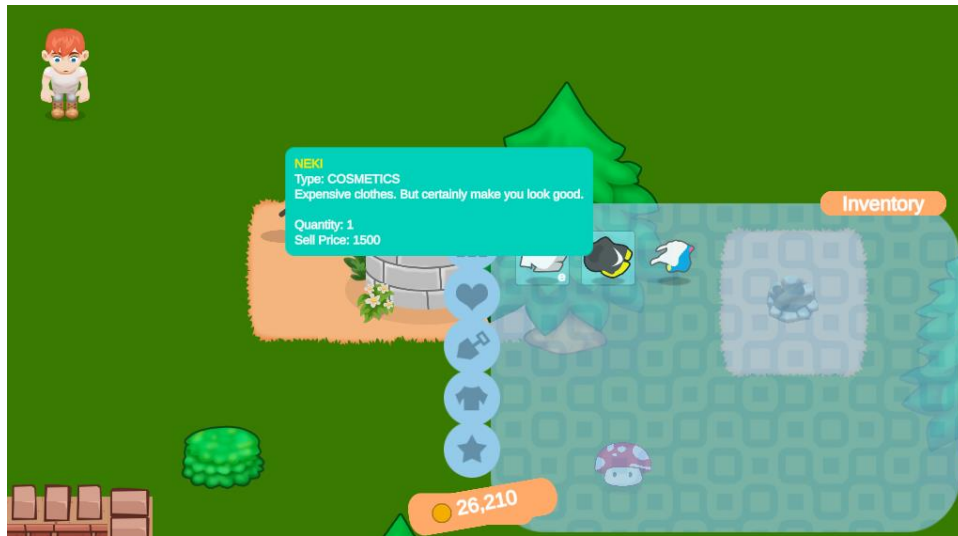 NEKI
Type: COSMETICS
Expensive clothes. But certainly make you look good.
Quantity: 1
Sell Price: 1500
Inventory
26,210